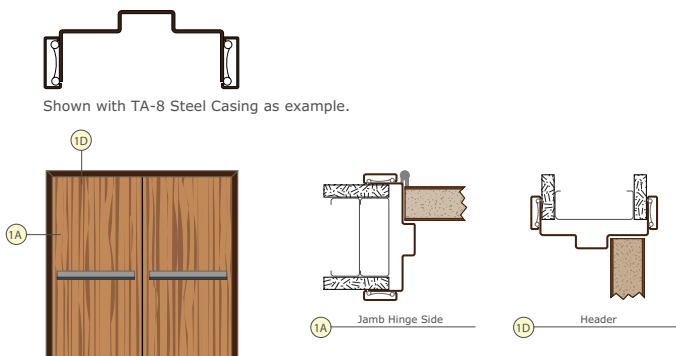 Shown with TA-8 Steel Casing as example.
1D
1A
1A Jamb Hinge Side
1D Header